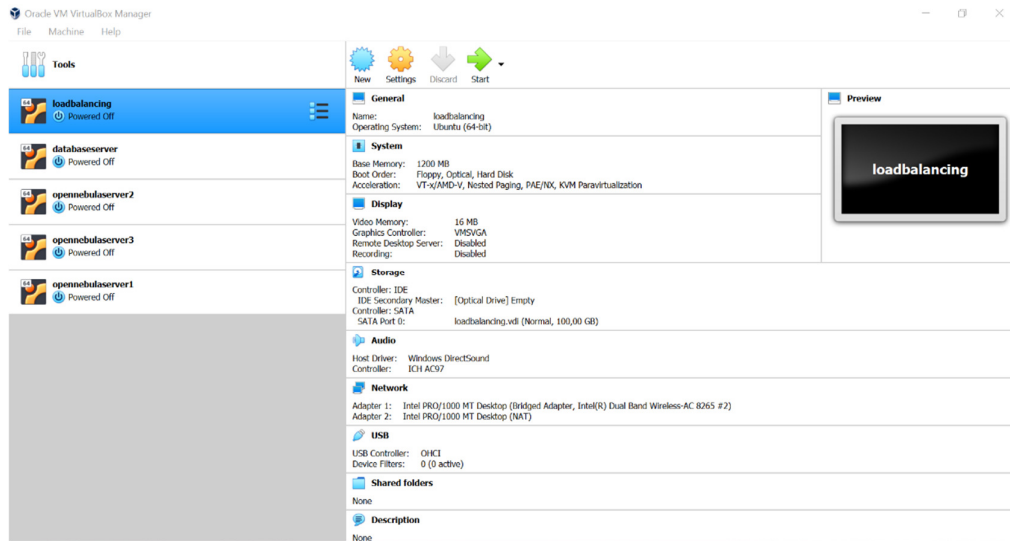 Oracle VM VirtualBox Manager
File Machine Help
Tools
64
loadbalancing
Powered Off
64
databaseserver
Powered Off
64
opennebulaserver2
Powered Off
64
opennebulaserver3
Powered Off
64
opennebulaserver1
Powered Off
New Settings Discard Start
General
Name: loadbalancing
Operating System: Ubuntu (64-bit)
System
Base Memory: 1200 MB
Boot Order: Floppy, Optical, Hard Disk
Acceleration: VT-x/AMD-V, Nested Paging, PAE/NX, KVM Paravirtualization
Display
Video Memory: 16 MB
Graphics Controller: VMSVGA
Remote Desktop Server: Disabled
Recording: Disabled
Storage
Controller: IDE
IDE Secondary Master: [Optical Drive] Empty
Controller: SATA
SATA Port 0: loadbalancing.vdi (Normal, 100,00 GB)
Audio
Host Driver: Windows DirectSound
Controller: ICH AC97
Network
Adapter 1: Intel PRO/1000 MT Desktop (Bridged Adapter, Intel(R) Dual Band Wireless-AC 8265 #2)
Adapter 2: Intel PRO/1000 MT Desktop (NAT)
USB
USB Controller: OHCI
Device Filters: 0 (0 active)
Shared folders
None
Description
None
Preview
loadbalancing